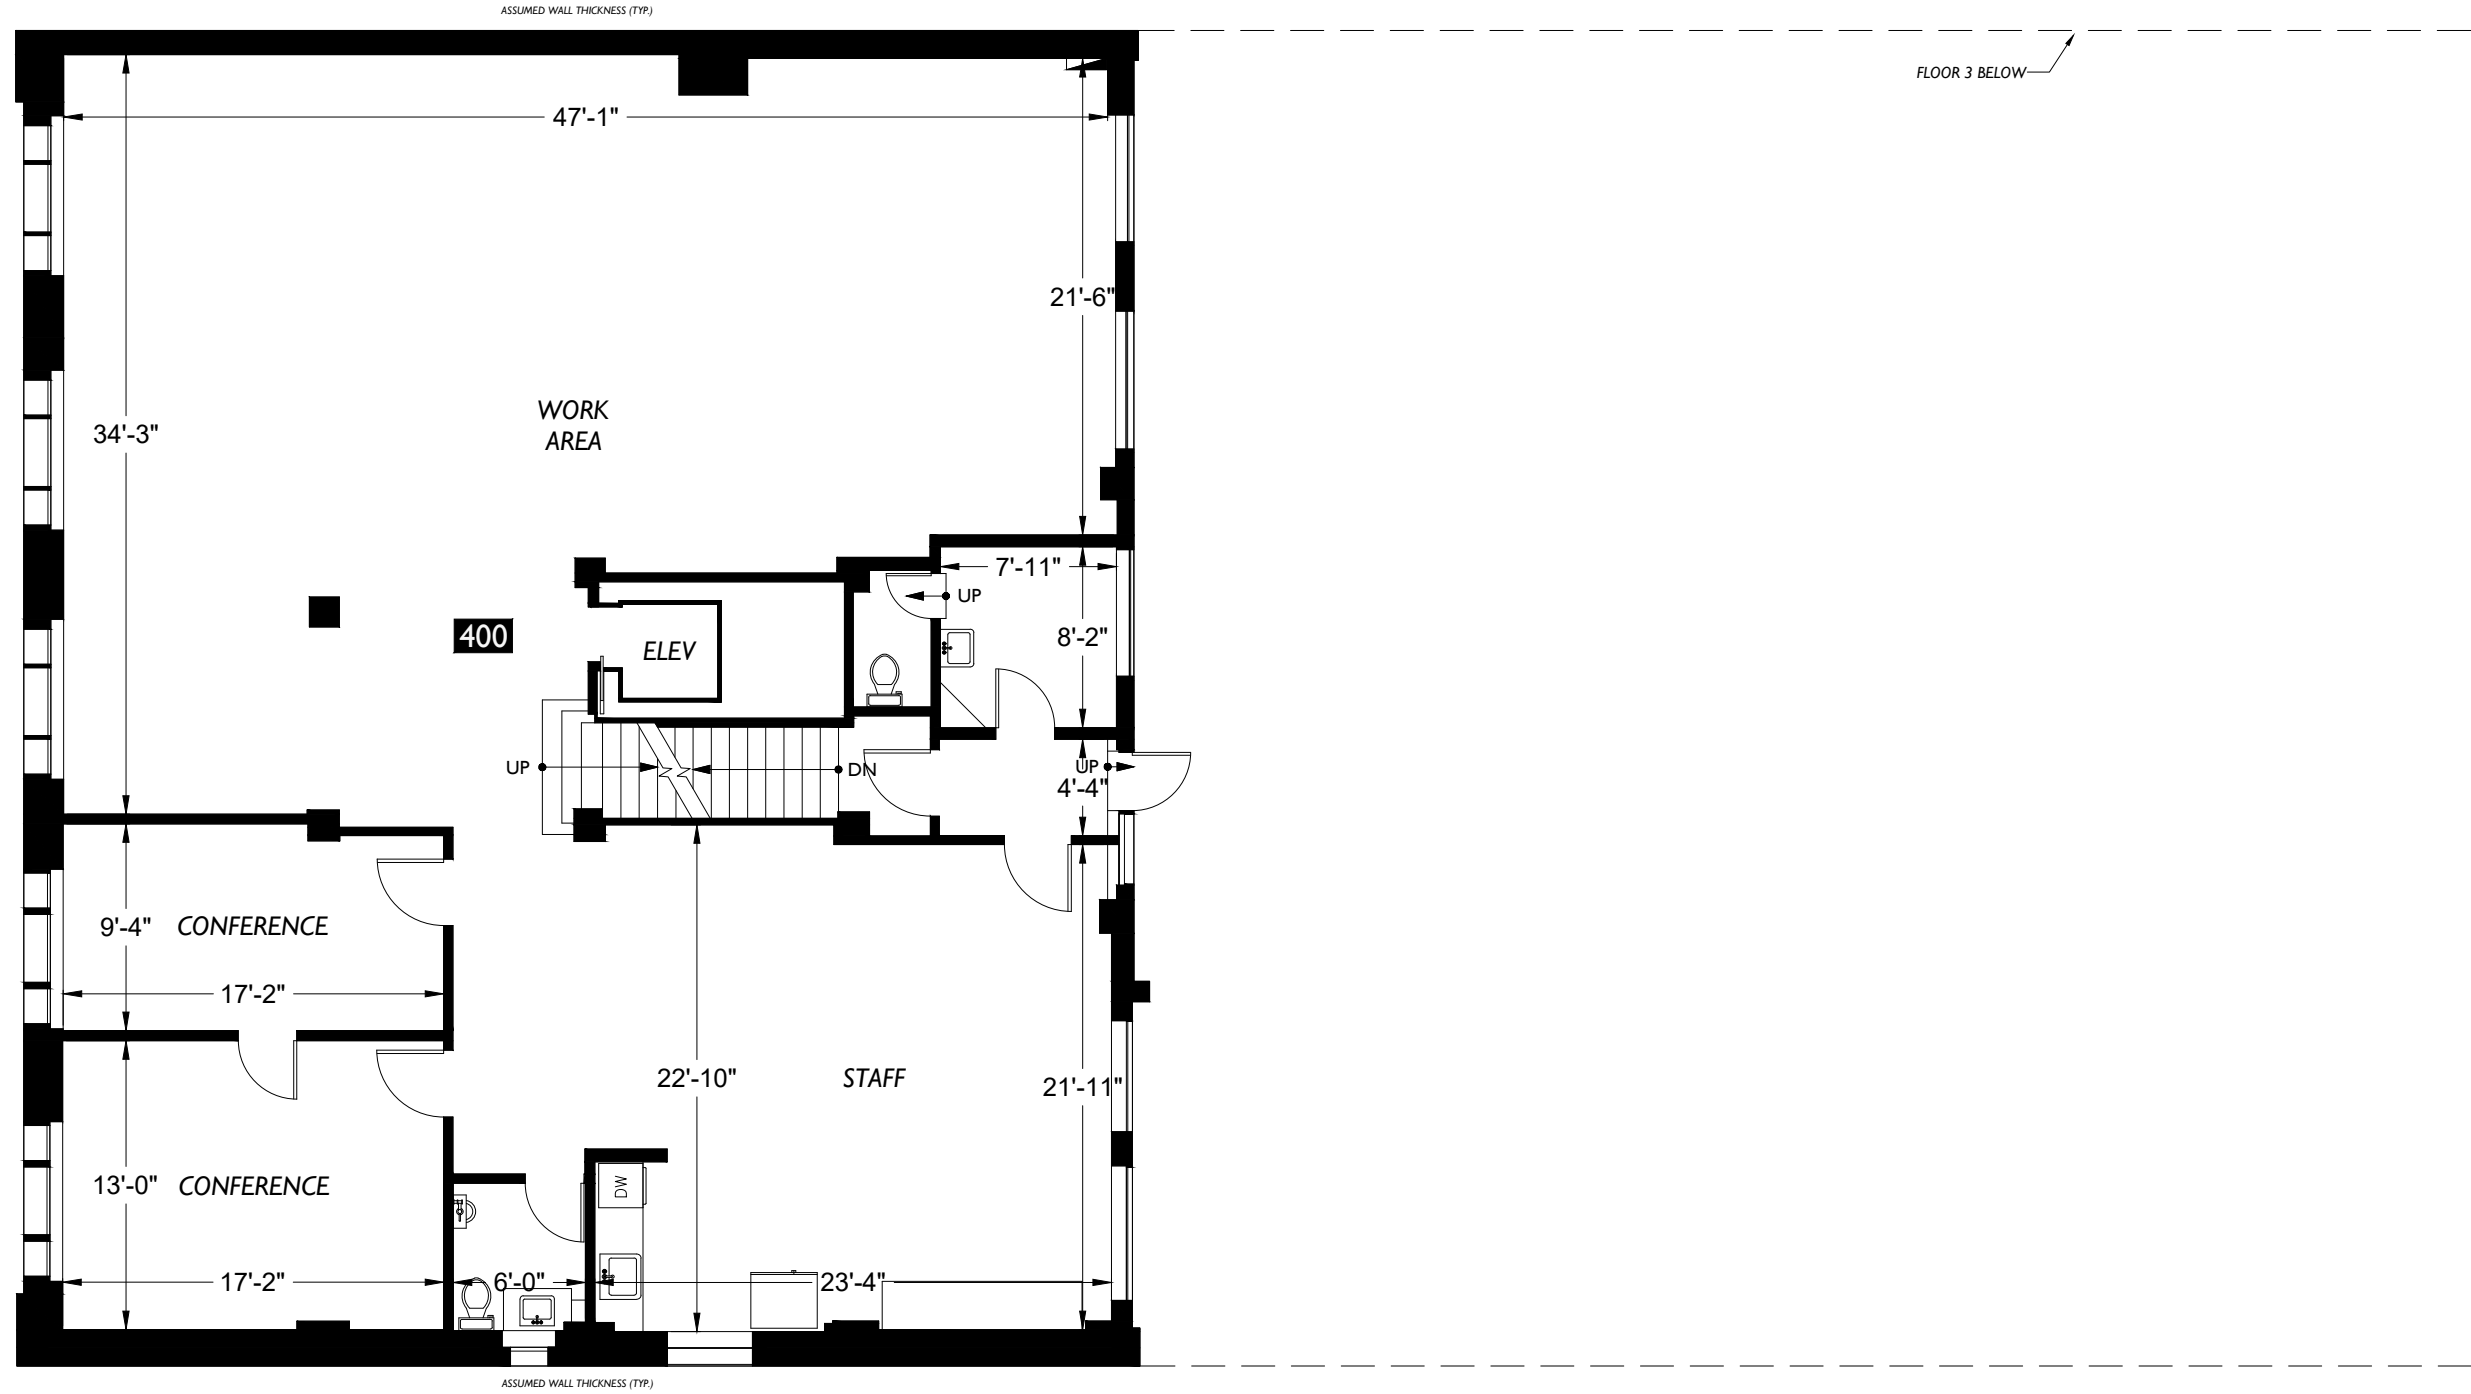 ASSUMED WALL THICKNESS (TYP.)
FLOOR 3 BELOW
47'-1"
21'-6"
WORK
AREA
34'-3"
7'-11"
UP
400
8'-2"
ELEV
UP
DN
UP
4'-4"
9'-4"
CONFERENCE
17'-2"
22'-10"
STAFF
21'-11"
13'-0"
CONFERENCE
DW
17'-2"
6'-0"
23'-4"
ASSUMED WALL THICKNESS (TYP.)